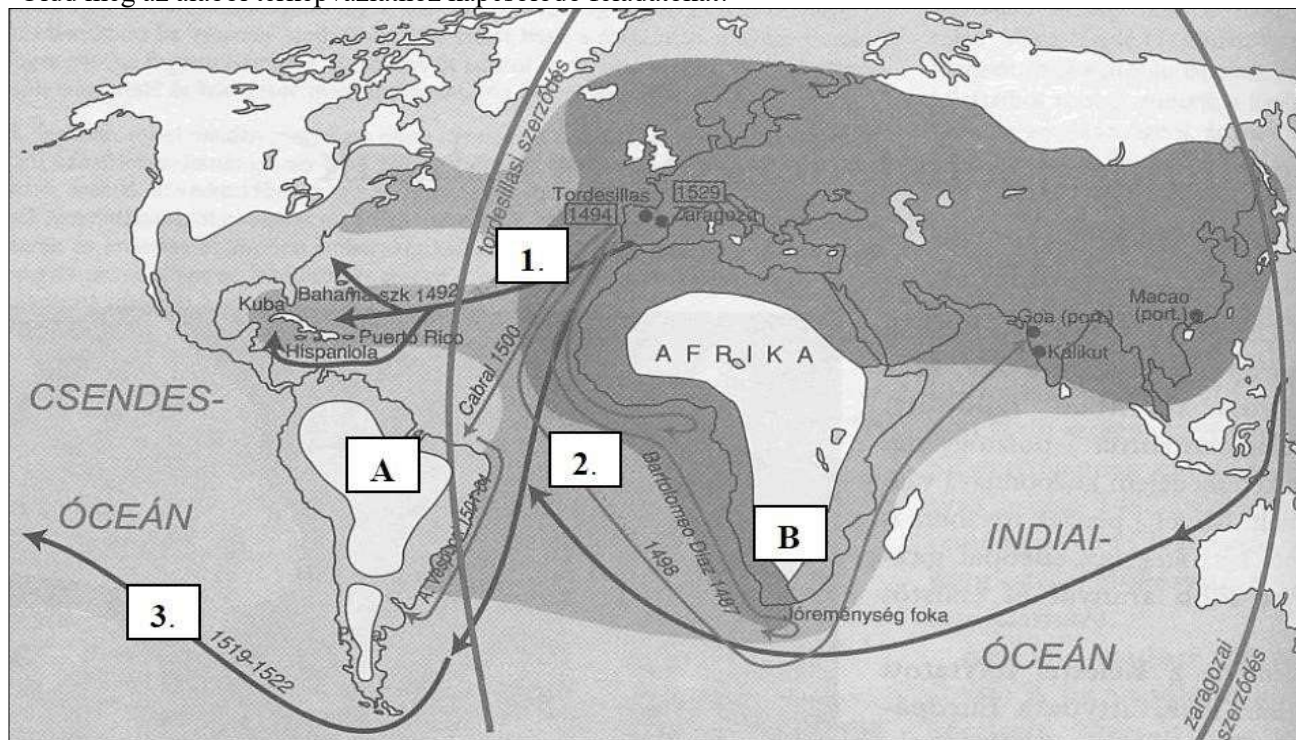 tordesillasi szerződés
Tordesillas
1494
1529
Zaragoza
1.
Bahama-szk 1492
Kuba
Puerto Rico
Hispaniola
Cabral 1500
AFRIKA
Macao
(port.)
Goa (port.)
Kalikut
CSENDES-
ÓCEÁN
A
2.
Bartolomeo Diaz 1487
1498
B
INDIAI-
ÓCEÁN
Jóreménység foka
3.
1519-1522
zaragozai
szerződés